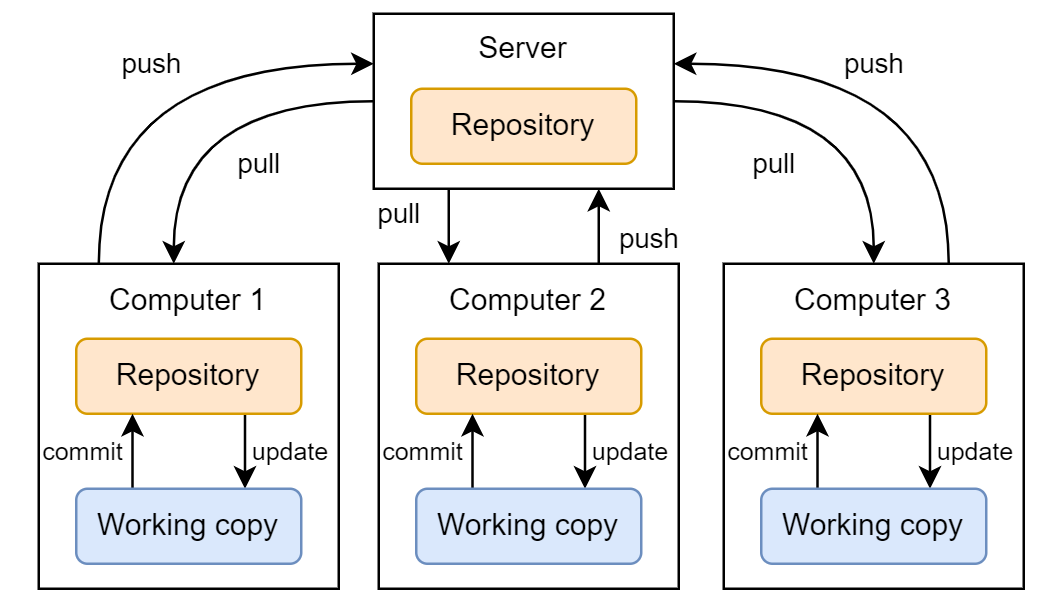 Server
push
push
Repository
pull
pull
pull
push
Computer 1
Computer 2
Computer 3
Repository
Repository
Repository
commit
update
commit
update
commit
update
Working copy
Working copy
Working copy